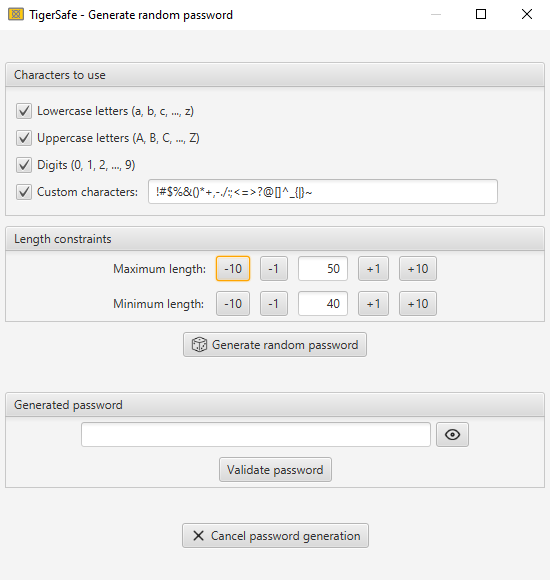 TigerSafe - Generate random password
Characters to use
Lowercase letters (a, b, c, ..., z)
Uppercase letters (A, B, C, ..., Z)
Digits (0, 1, 2, ..., 9)
Custom characters: !#$%&()*+,-./:;<=>?@[]^_{|}~
Length constraints
Maximum length: -10 -1 50 +1 +10
Minimum length: -10 -1 40 +1 +10
Generate random password
Generated password
Validate password
Cancel password generation